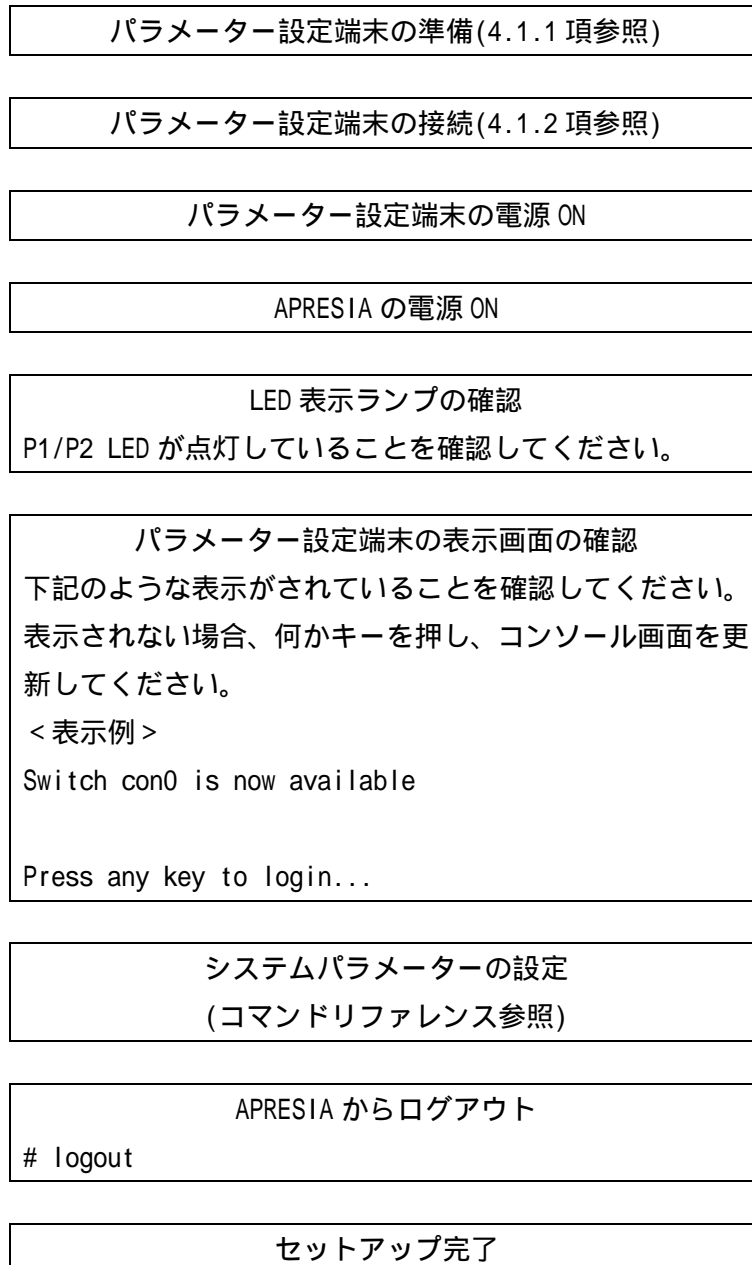 パラメーター設定端末の準備(4.1.1 項参照)
パラメーター設定端末の接続(4.1.2 項参照)
パラメーター設定端末の電源 ON
APRESIA の電源 ON
LED 表示ランプの確認
P1/P2 LED が点灯していることを確認してください。
パラメーター設定端末の表示画面の確認
下記のような表示がされていることを確認してください。
表示されない場合、何かキーを押し、コンソール画面を更
新してください。
<表示例>
Switch con0 is now available
Press any key to login...
システムパラメーターの設定
(コマンドリファレンス参照)
APRESIA からログアウト
# logout
セットアップ完了